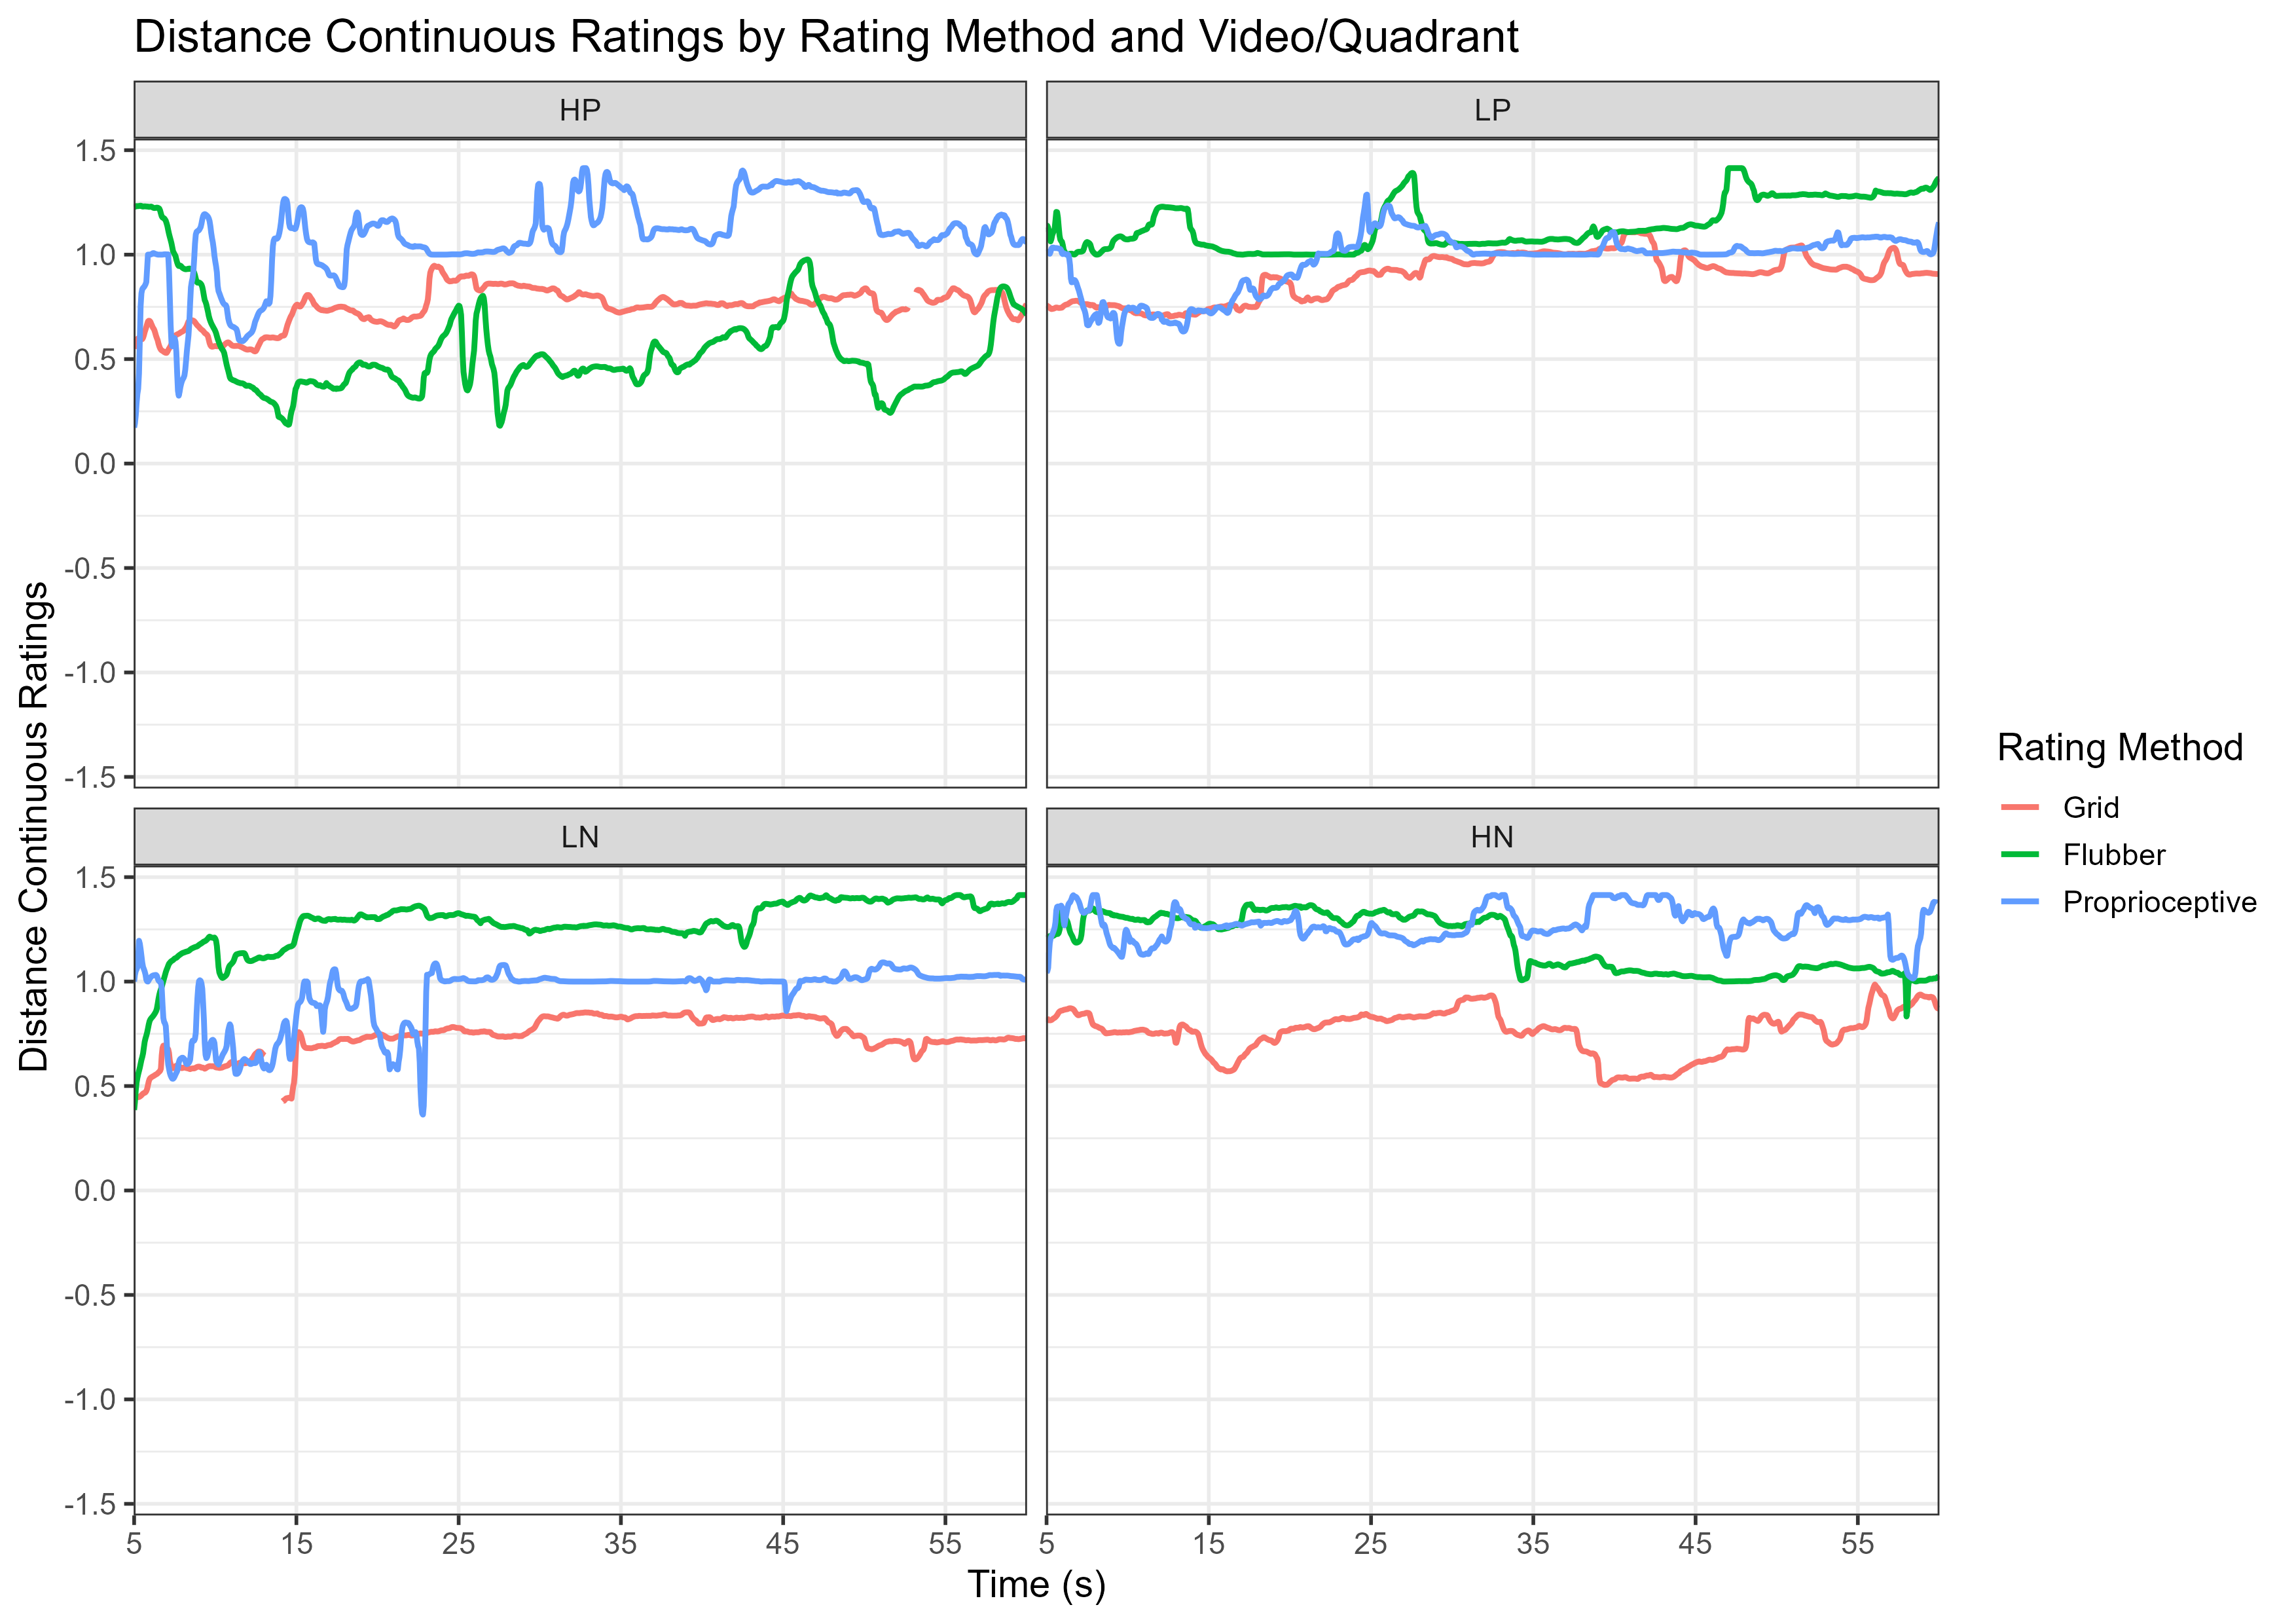 Distance Continuous Ratings by Rating Method and Video/Quadrant
HP
LP
1.5
1.0
0.5
0.0
-0.5
-1.0
-1.5
LN
HN
1.5
1.0
0.5
0.0
-0.5
-1.0
-1.5
5 15 25 35 45 55
5 15 25 35 45 55
Time (s)
Distance Continuous Ratings
Rating Method
Grid
Flubber
Proprioceptive